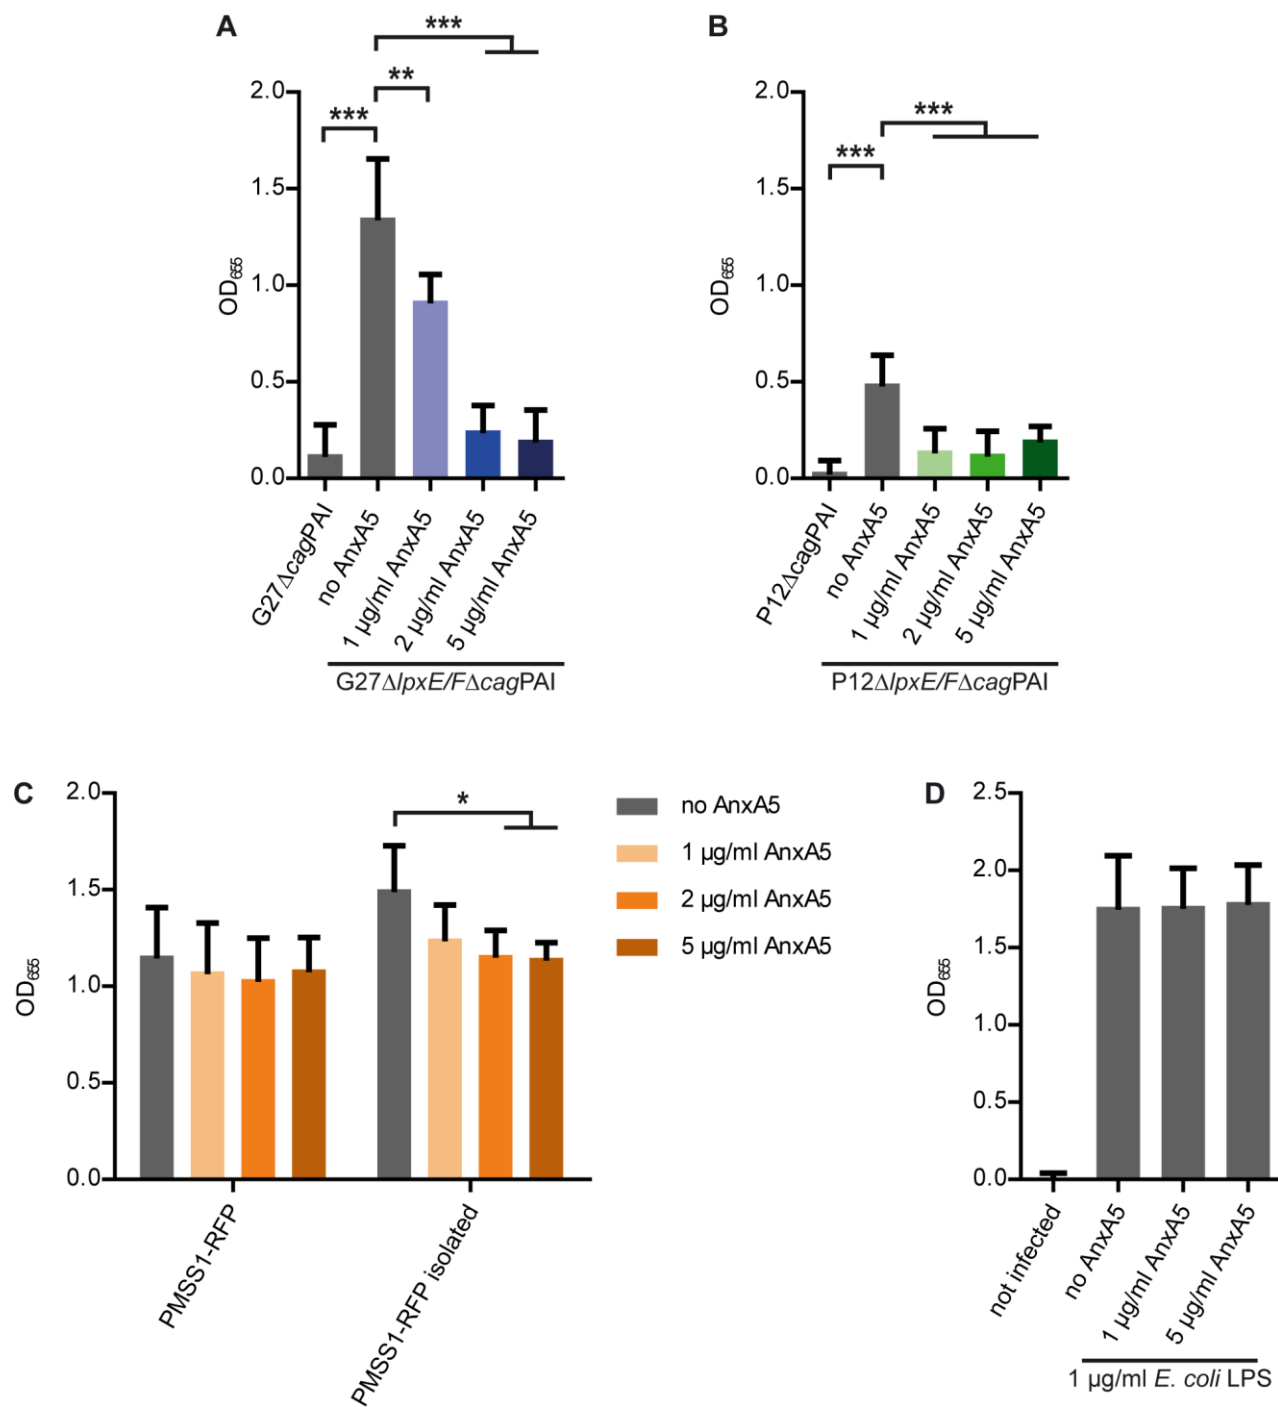 A
***
**
***
2.0
1.5
1.0
0.5
0.0
OD655
G27ΔcagPAI
no AnxA5
1 µg/ml AnxA5
2 µg/ml AnxA5
5 µg/ml AnxA5
G27ΔlpxE/FΔcagPAI
B
***
***
2.0
1.5
1.0
0.5
0.0
OD655
P12ΔcagPAI
no AnxA5
1 µg/ml AnxA5
2 µg/ml AnxA5
5 µg/ml AnxA5
P12ΔlpxE/FΔcagPAI
C
*
2.0
1.5
1.0
0.5
0.0
OD655
PMSS1-RFP
PMSS1-RFP isolated
no AnxA5
1 µg/ml AnxA5
2 µg/ml AnxA5
5 µg/ml AnxA5
D
2.5
2.0
1.5
1.0
0.5
0.0
OD655
not infected
no AnxA5
1 µg/ml AnxA5
5 µg/ml AnxA5
1 µg/ml E. coli LPS